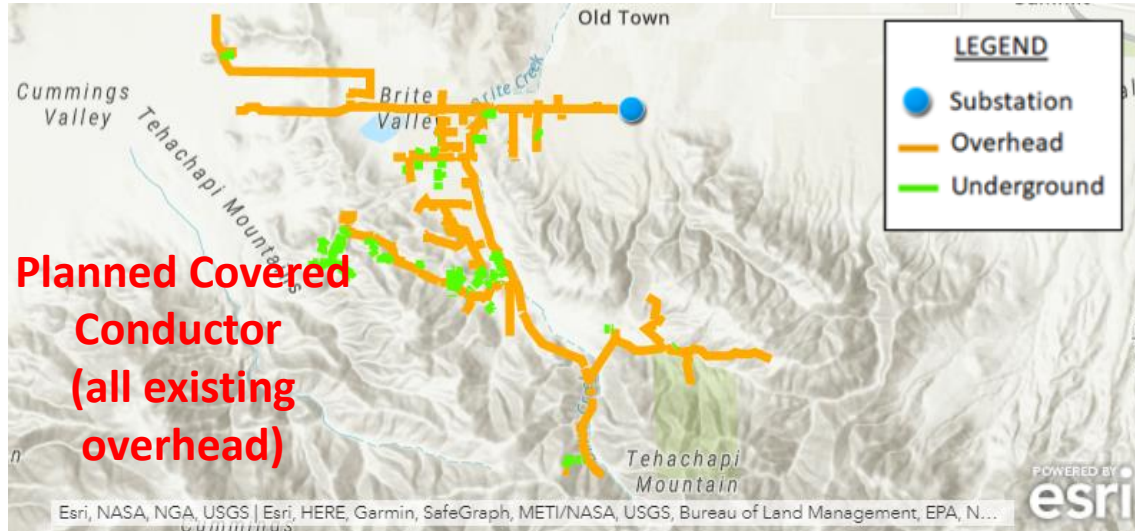 Old Town
LEGEND
Substation
Overhead
Underground
Cummings
Valley
Brite
Valley
Brite Creek
Tehachapi Mountains
Planned Covered
Conductor
(all existing
overhead)
Tehachapi
Mountain
POWERED BY
esri
Esri, NASA, NGA, USGS | Esri, HERE, Garmin, SafeGraph, METI/NASA, USGS, Bureau of Land Management, EPA, N...
Cummings